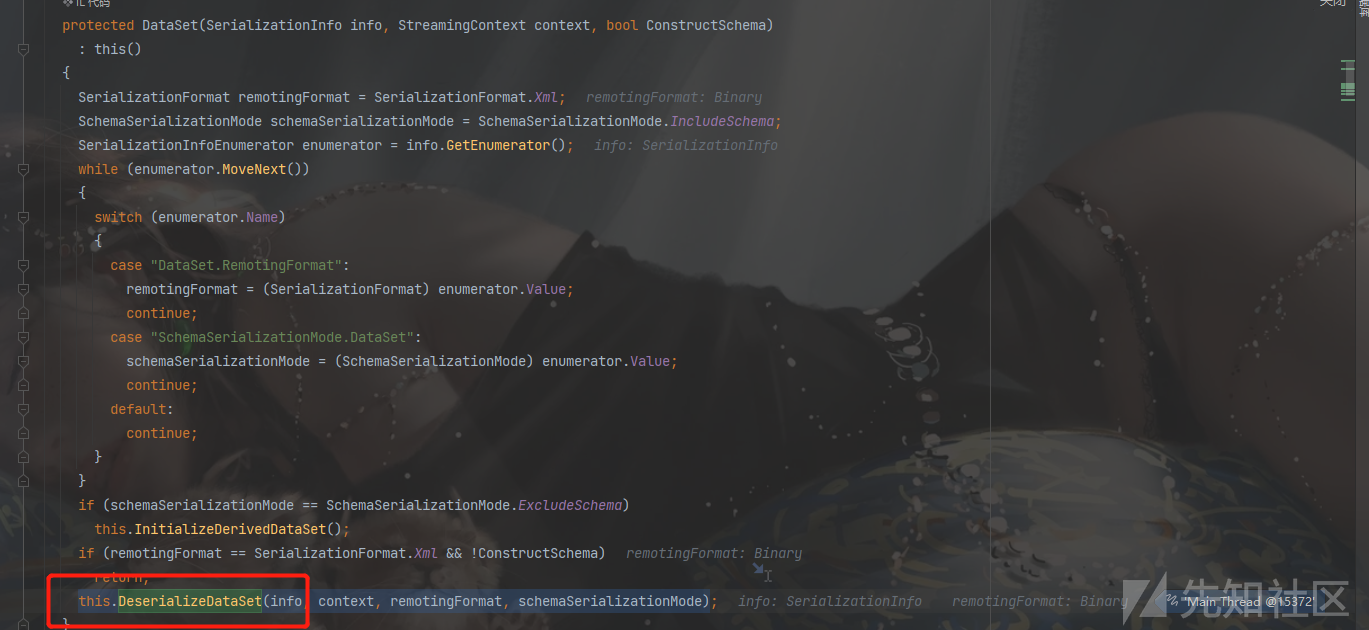 代码
关闭
protected DataSet(SerializationInfo info, StreamingContext context, bool ConstructSchema)
: this()
{
SerializationFormat remotingFormat = SerializationFormat.Xml; remotingFormat: Binary
SchemaSerializationMode schemaSerializationMode = SchemaSerializationMode.IncludeSchema;
SerializationInfoEnumerator enumerator = info.GetEnumerator(); info: SerializationInfo
while (enumerator.MoveNext())
{
switch (enumerator.Name)
{
case "DataSet.RemotingFormat":
remotingFormat = (SerializationFormat) enumerator.Value;
continue;
case "SchemaSerializationMode.DataSet":
schemaSerializationMode = (SchemaSerializationMode) enumerator.Value;
continue;
default:
continue;
}
}
if (schemaSerializationMode == SchemaSerializationMode.ExcludeSchema)
this.InitializeDerivedDataSet();
if (remotingFormat == SerializationFormat.Xml && !ConstructSchema) remotingFormat: Binary
return;
this.DeserializeDataSet(info, context, remotingFormat, schemaSerializationMode); info: SerializationInfo remotingFormat: Binary "Main Thread @15372"
}
先知社区